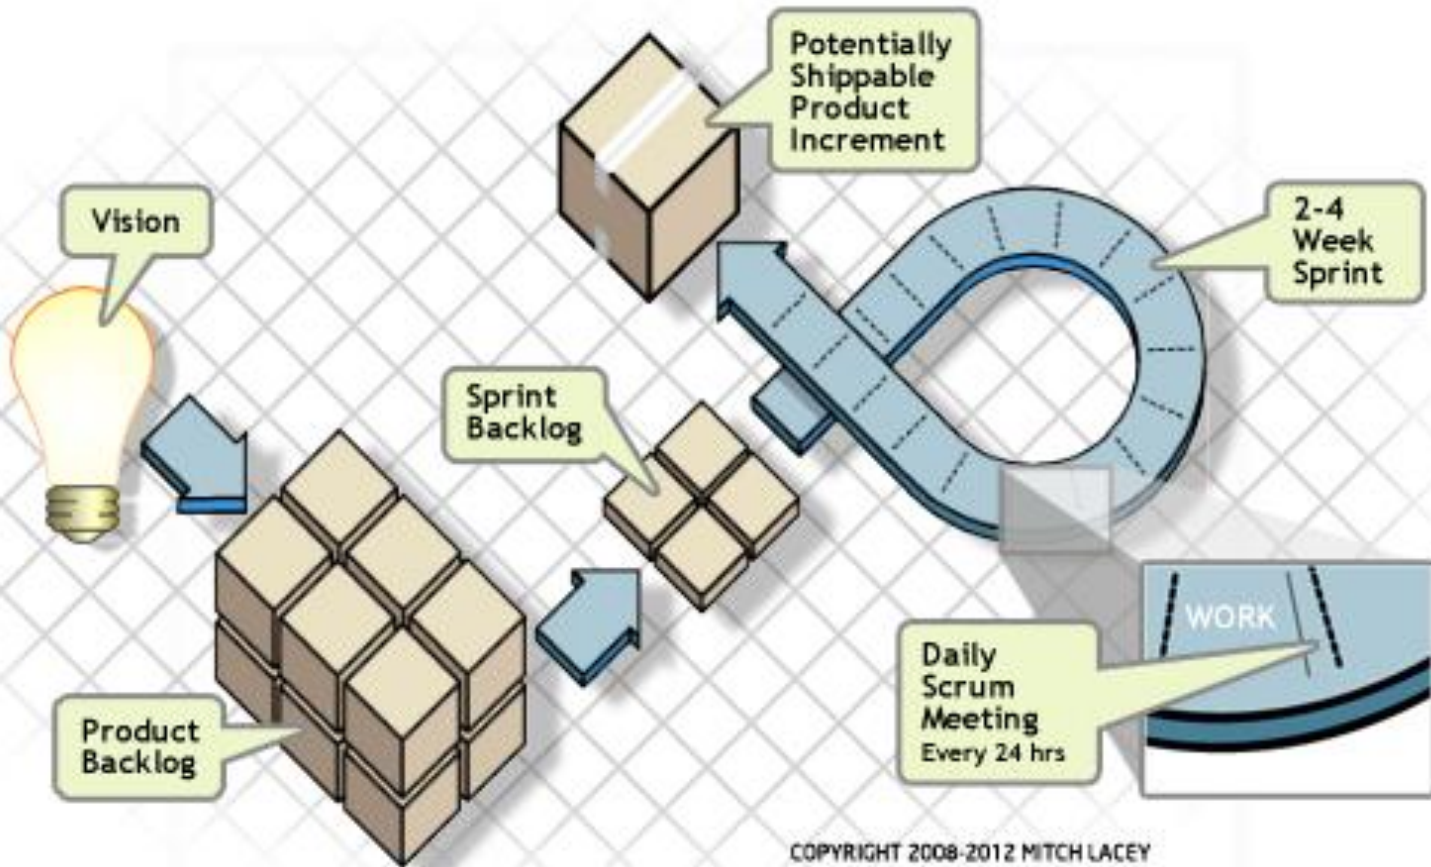 Vision
Product
Backlog
Sprint
Backlog
Potentially
Shippable
Product
Increment
2-4
Week
Sprint
Daily
Scrum
Meeting
Every 24 hrs
WORK
COPYRIGHT 2008-2012 MITCH LACEY